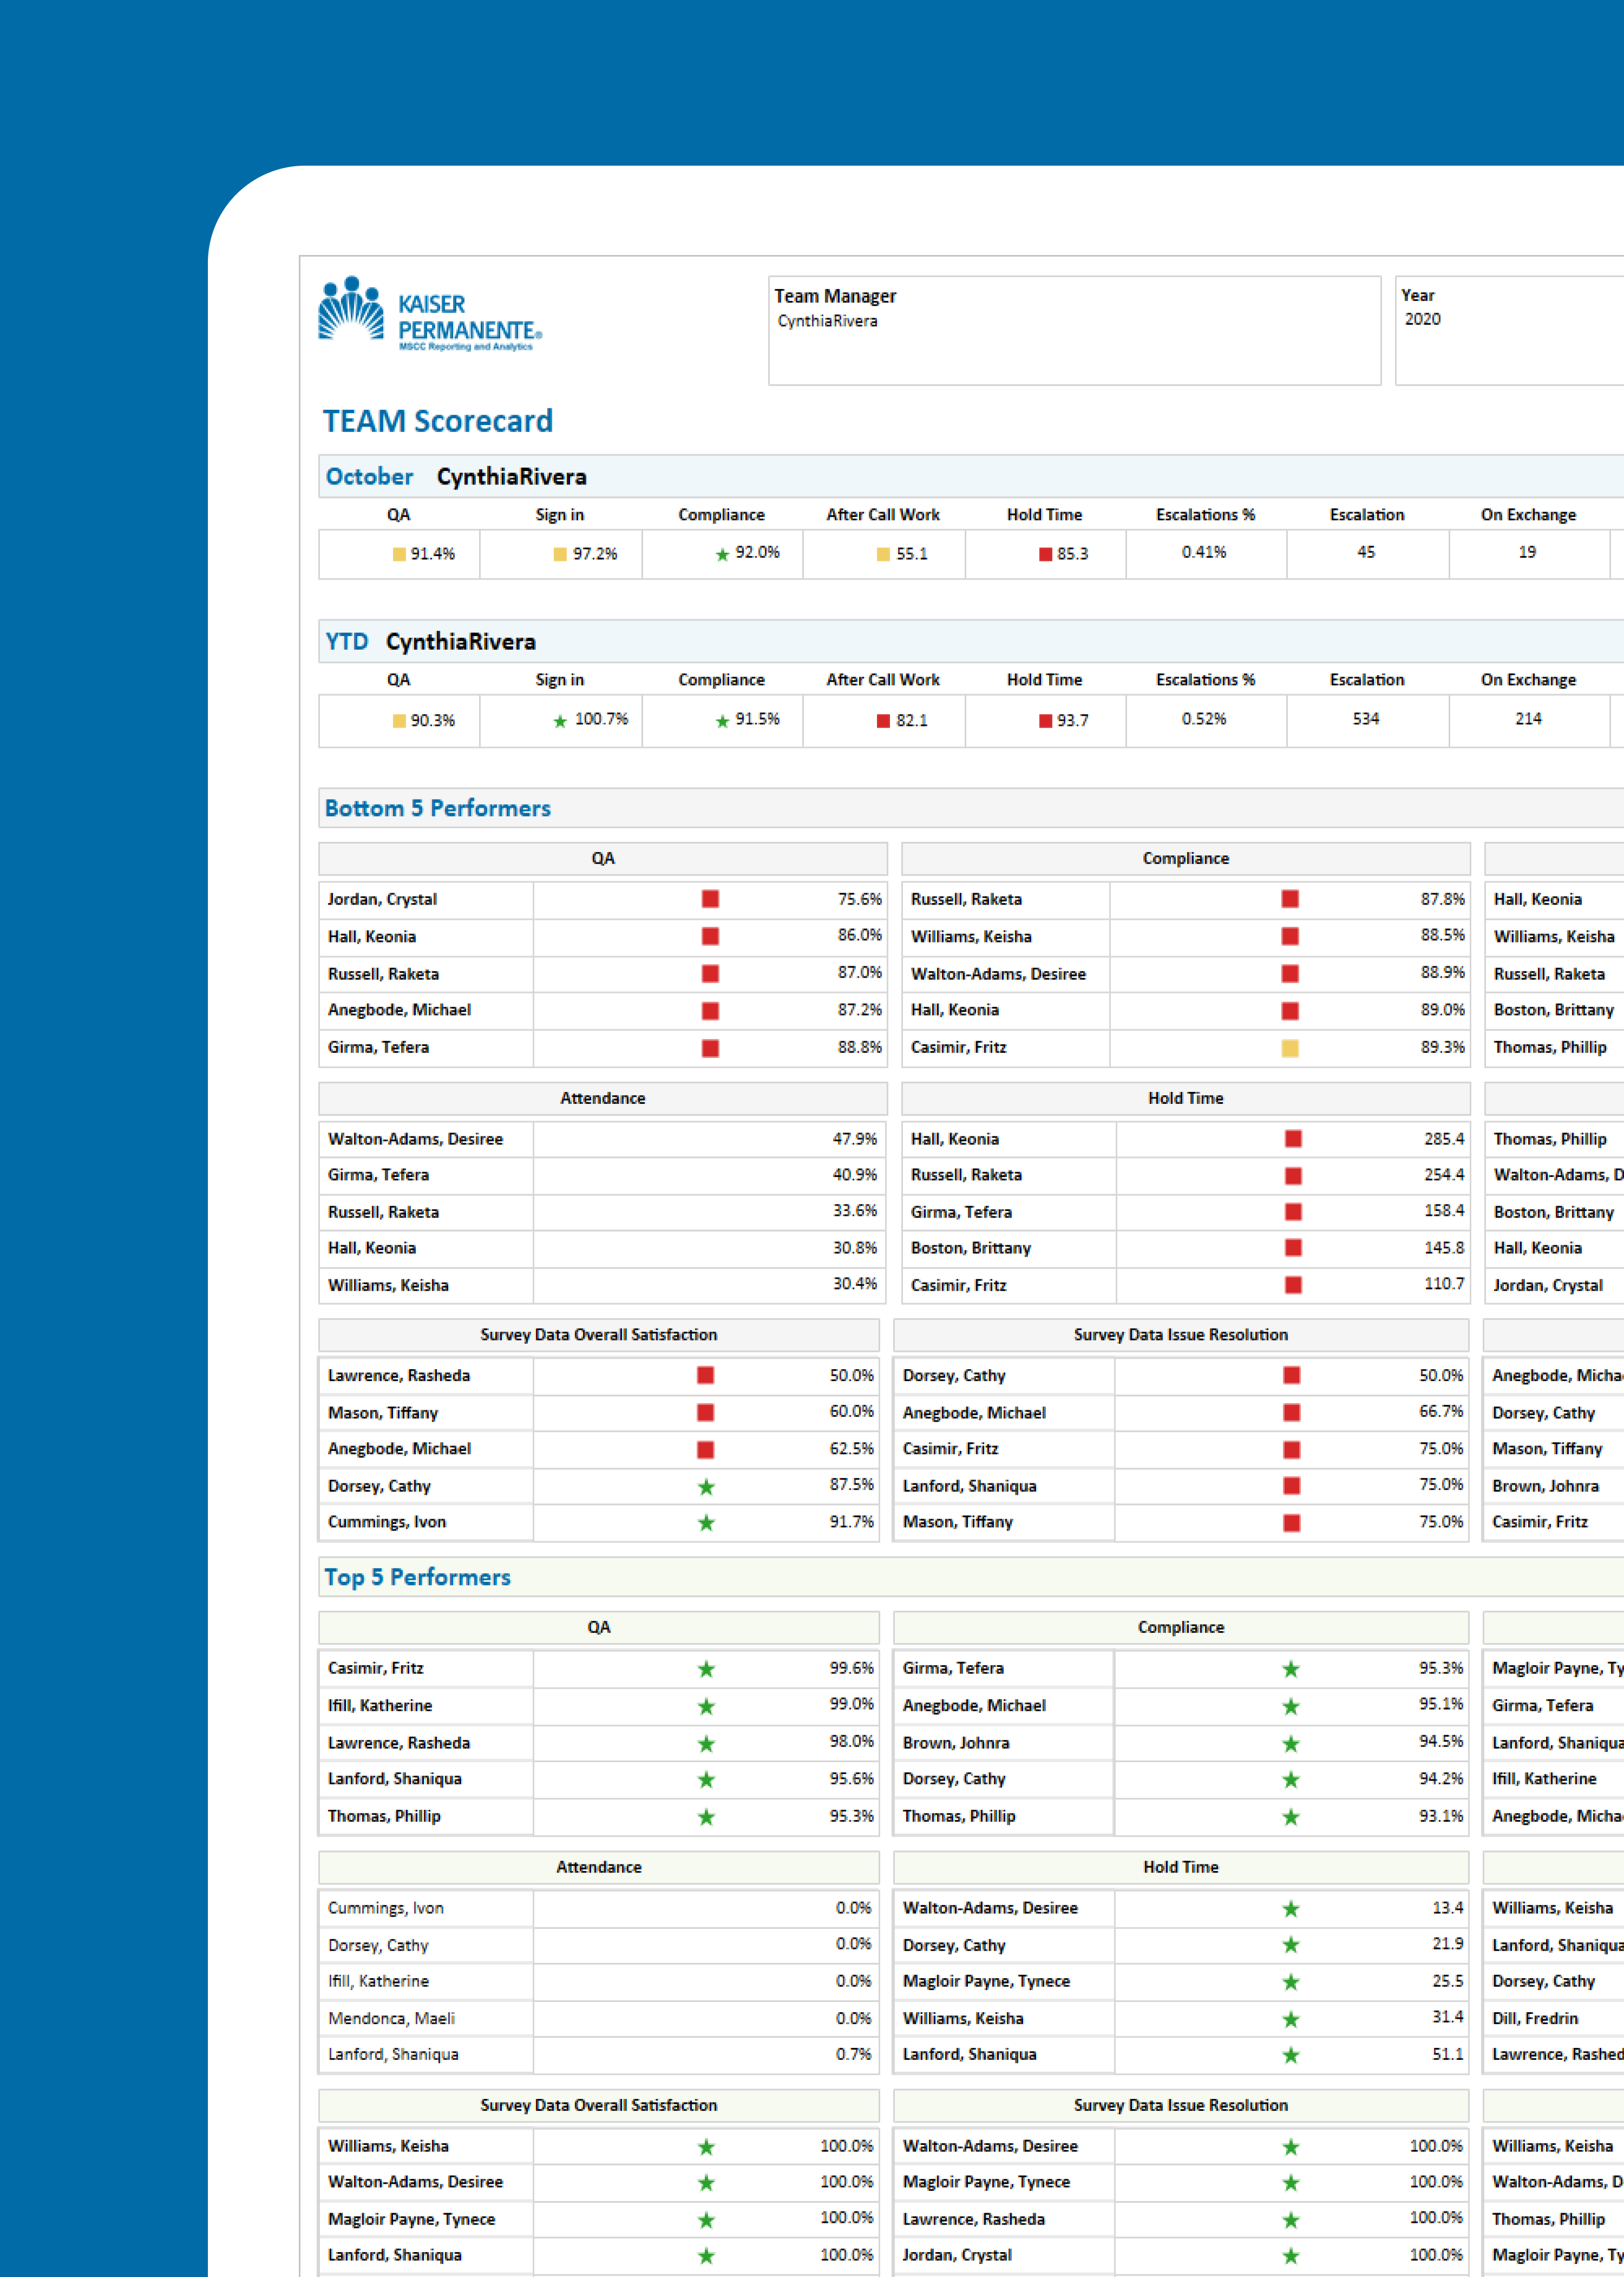 KAISER
PERMANENTE®
MSCC Reporting and Analytics
Team Manager
CynthiaRivera
Year
2020
TEAM Scorecard
October CynthiaRivera
QA Sign in Compliance After Call Work Hold Time Escalations % Escalation On Exchange
91.4% 97.2% 92.0% 55.1 85.3 0.41% 45 19
YTD CynthiaRivera
QA Sign in Compliance After Call Work Hold Time Escalations % Escalation On Exchange
90.3% 100.7% 91.5% 82.1 93.7 0.52% 534 214
Bottom 5 Performers
QA Compliance
Jordan, Crystal 75.6% Russell, Raketa 87.8% Hall, Keonia
Hall, Keonia 86.0% Williams, Keisha 88.5% Williams, Keisha
Russell, Raketa 87.0% Walton-Adams, Desiree 88.9% Russell, Raketa
Anegbode, Michael 87.2% Hall, Keonia 89.0% Boston, Brittany
Girma, Tefera 88.8% Casimir, Fritz 89.3% Thomas, Phillip
Attendance Hold Time
Walton-Adams, Desiree 47.9% Hall, Keonia 285.4 Thomas, Phillip
Girma, Tefera 40.9% Russell, Raketa 254.4 Walton-Adams, D
Russell, Raketa 33.6% Girma, Tefera 158.4 Boston, Brittany
Hall, Keonia 30.8% Boston, Brittany 145.8 Hall, Keonia
Williams, Keisha 30.4% Casimir, Fritz 110.7 Jordan, Crystal
Survey Data Overall Satisfaction Survey Data Issue Resolution
Lawrence, Rasheda 50.0% Dorsey, Cathy 50.0% Anegbode, Micha
Mason, Tiffany 60.0% Anegbode, Michael 66.7% Dorsey, Cathy
Anegbode, Michael 62.5% Casimir, Fritz 75.0% Mason, Tiffany
Dorsey, Cathy 87.5% Lanford, Shaniqua 75.0% Brown, Johnra
Cummings, Ivon 91.7% Mason, Tiffany 75.0% Casimir, Fritz
Top 5 Performers
QA Compliance
Casimir, Fritz 99.6% Girma, Tefera 95.3% Magloir Payne, Ty
Ifill, Katherine 99.0% Anegbode, Michael 95.1% Girma, Tefera
Lawrence, Rasheda 98.0% Brown, Johnra 94.5% Lanford, Shaniqua
Lanford, Shaniqua 95.6% Dorsey, Cathy 94.2% Ifill, Katherine
Thomas, Phillip 95.3% Thomas, Phillip 93.1% Anegbode, Micha
Attendance Hold Time
Cummings, Ivon 0.0% Walton-Adams, Desiree 13.4 Williams, Keisha
Dorsey, Cathy 0.0% Dorsey, Cathy 21.9 Lanford, Shaniqua
Ifill, Katherine 0.0% Magloir Payne, Tynece 25.5 Dorsey, Cathy
Mendonca, Maeli 0.0% Williams, Keisha 31.4 Dill, Fredrin
Lanford, Shaniqua 0.7% Lanford, Shaniqua 51.1 Lawrence, Rashed
Survey Data Overall Satisfaction Survey Data Issue Resolution
Williams, Keisha 100.0% Walton-Adams, Desiree 100.0% Williams, Keisha
Walton-Adams, Desiree 100.0% Magloir Payne, Tynece 100.0% Walton-Adams, D
Magloir Payne, Tynece 100.0% Lawrence, Rasheda 100.0% Thomas, Phillip
Lanford, Shaniqua 100.0% Jordan, Crystal 100.0% Magloir Payne, Ty